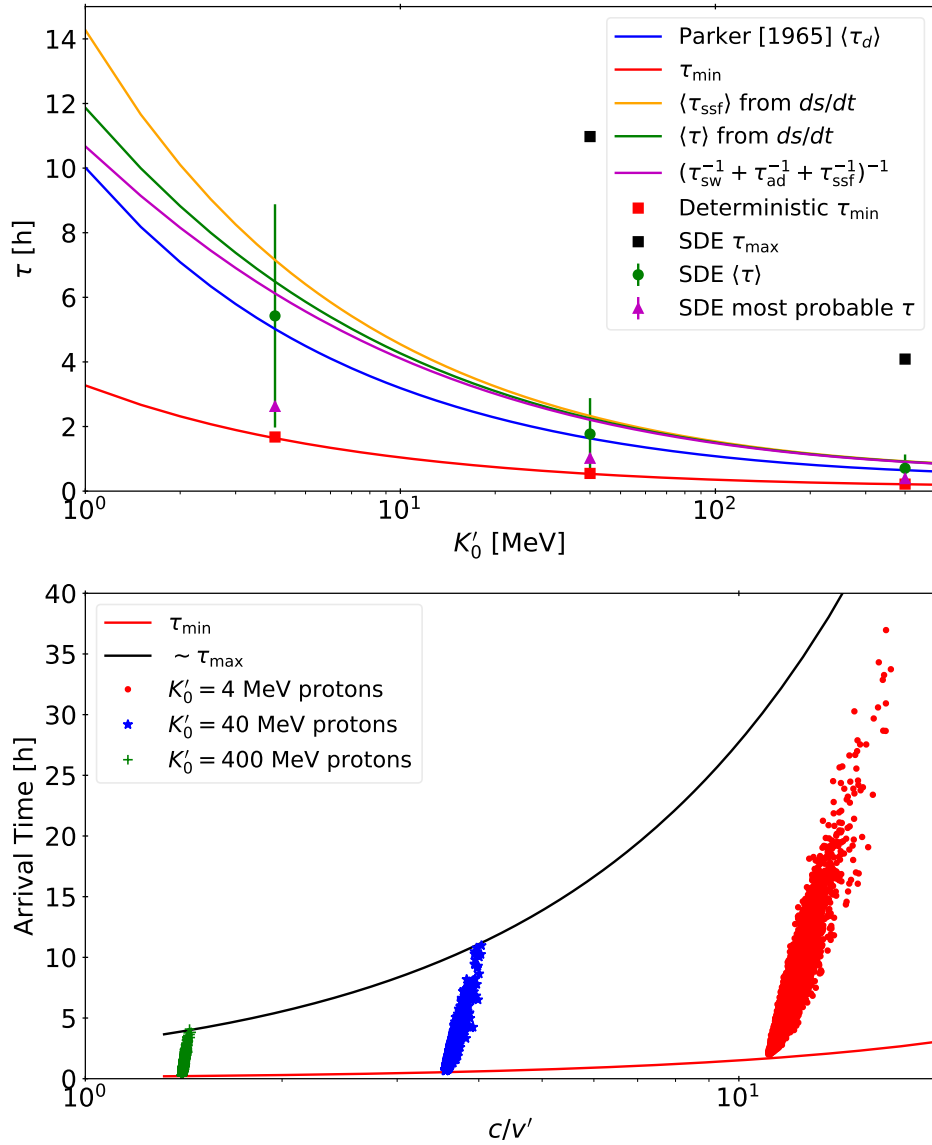 14
12
10
8
6
4
2
0
τ [h]
Parker [1965] ⟨τ_d⟩
τ_min
⟨τ_ssf⟩ from ds/dt
⟨τ⟩ from ds/dt
(τ_sw^−1 + τ_ad^−1 + τ_ssf^−1)^−1
Deterministic τ_min
SDE τ_max
SDE ⟨τ⟩
SDE most probable τ
10^0 10^1 10^2
K′_0 [MeV]
40
35
30
25
20
15
10
5
0
Arrival Time [h]
τ_min
∼ τ_max
K′_0 = 4 MeV protons
K′_0 = 40 MeV protons
K′_0 = 400 MeV protons
10^0 10^1
c/v′